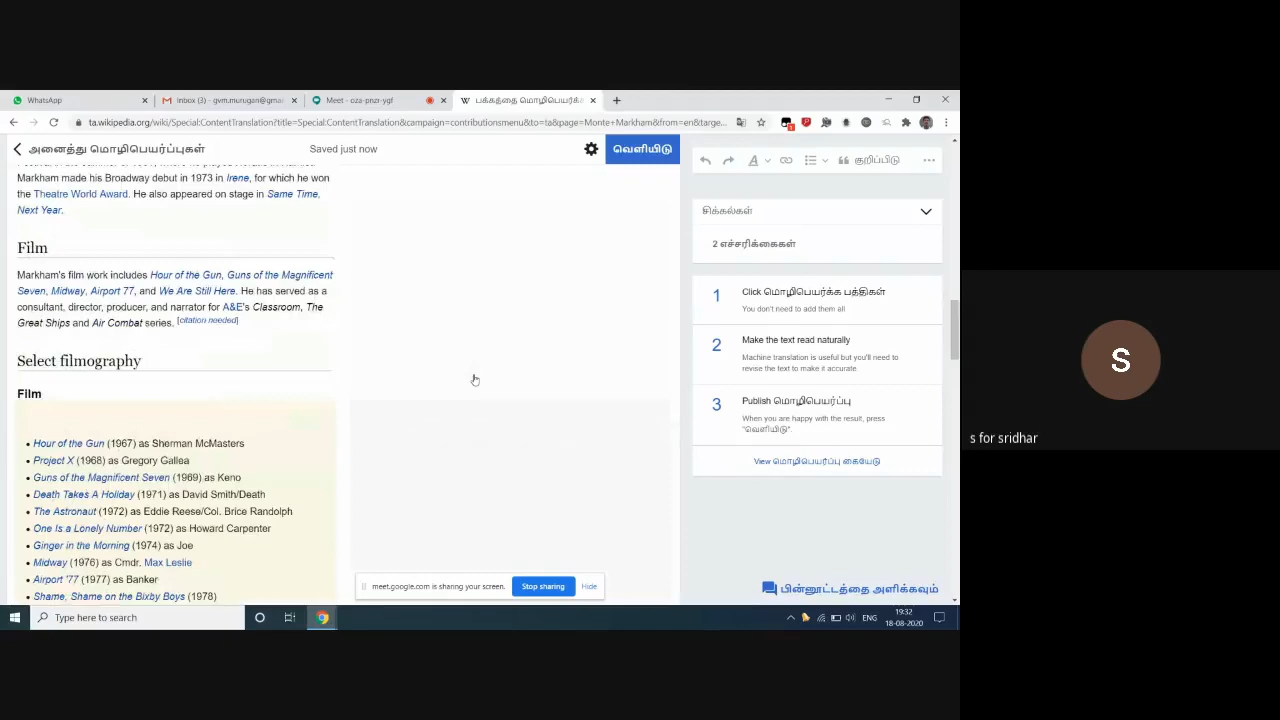 WhatsApp
Inbox (3) - gvm.murugan@gmai
Meet - oza-pnzr-ygf
பக்கத்தை மொழிபெயர்க்க
ta.wikipedia.org/wiki/Special:ContentTranslation?title=Special:ContentTranslation&campaign=contributionsmenu&to=ta&page=Monte+Markham&from=en&targe...
அனைத்து மொழிபெயர்ப்புகள்
Saved just now
வெளியிடு
குறிப்பிடு
Markham made his Broadway debut in 1973 in Irene, for which he won
the Theatre World Award. He also appeared on stage in Same Time,
Next Year.
Film
Markham's film work includes Hour of the Gun, Guns of the Magnificent
Seven, Midway, Airport 77, and We Are Still Here. He has served as a
consultant, director, producer, and narrator for A&E's Classroom, The
Great Ships and Air Combat series. [citation needed]
Select filmography
Film
• Hour of the Gun (1967) as Sherman McMasters
• Project X (1968) as Gregory Gallea
• Guns of the Magnificent Seven (1969) as Keno
• Death Takes A Holiday (1971) as David Smith/Death
• The Astronaut (1972) as Eddie Reese/Col. Brice Randolph
• One Is a Lonely Number (1972) as Howard Carpenter
• Ginger in the Morning (1974) as Joe
• Midway (1976) as Cmdr. Max Leslie
• Airport '77 (1977) as Banker
• Shame, Shame on the Bixby Boys (1978)
சிக்கல்கள்
2 எச்சரிக்கைகள்
1 Click மொழிபெயர்க்க பத்திகள்
You don't need to add them all
2 Make the text read naturally
Machine translation is useful but you'll need to
revise the text to make it accurate
3 Publish மொழிபெயர்ப்பு
When you are happy with the result, press
"வெளியிடு".
View மொழிபெயர்ப்பு கையேடு
பின்னூட்டத்தை அளிக்கவும்
meet.google.com is sharing your screen.
Stop sharing
Hide
Type here to search
ENG
19:32
18-08-2020
S
s for sridhar